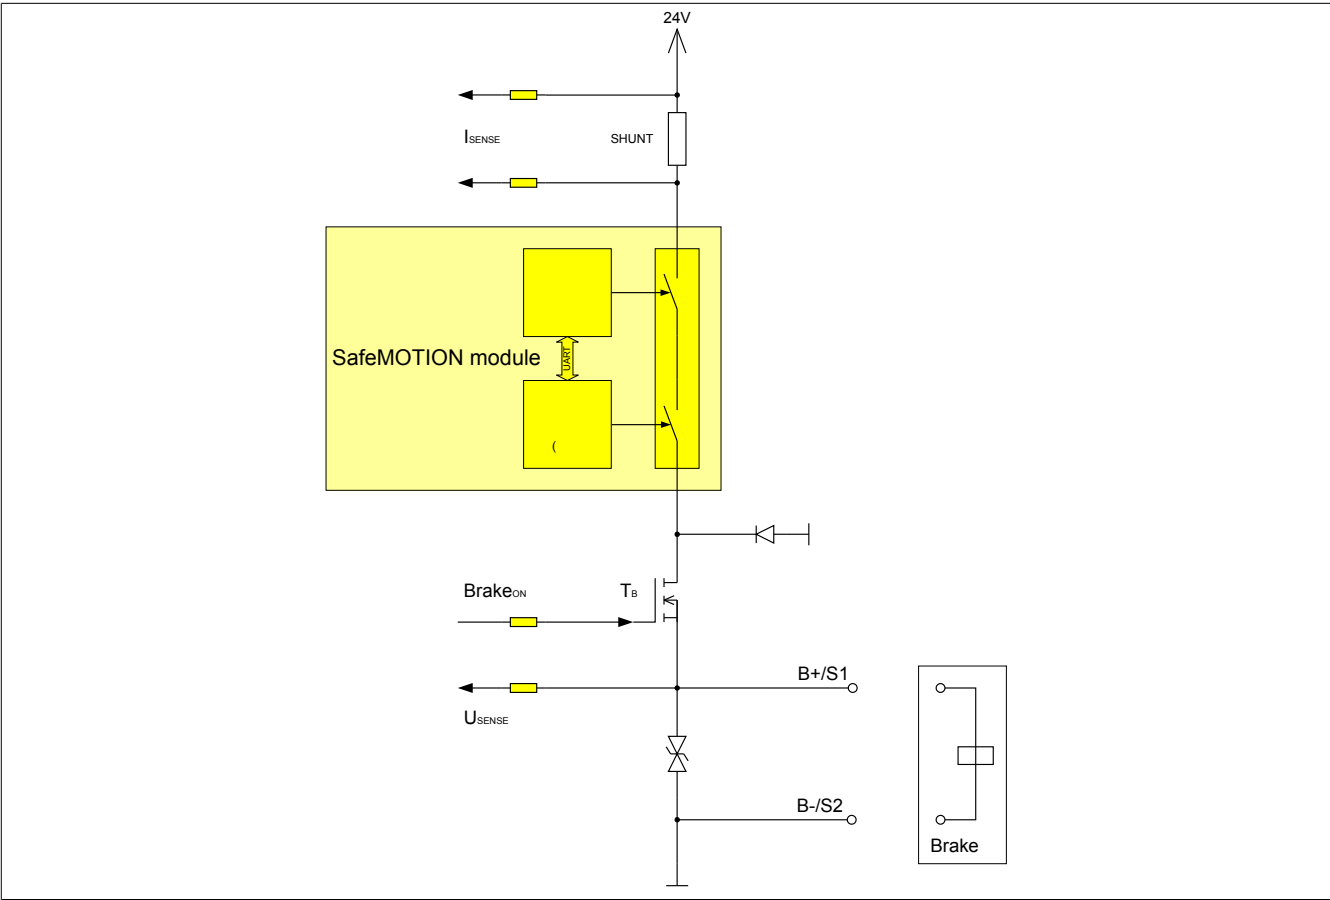 24V
ISENSE
SHUNT
SafeMOTION module
UART
(
BrakeON
TB
B+/S1
USENSE
B-/S2
Brake